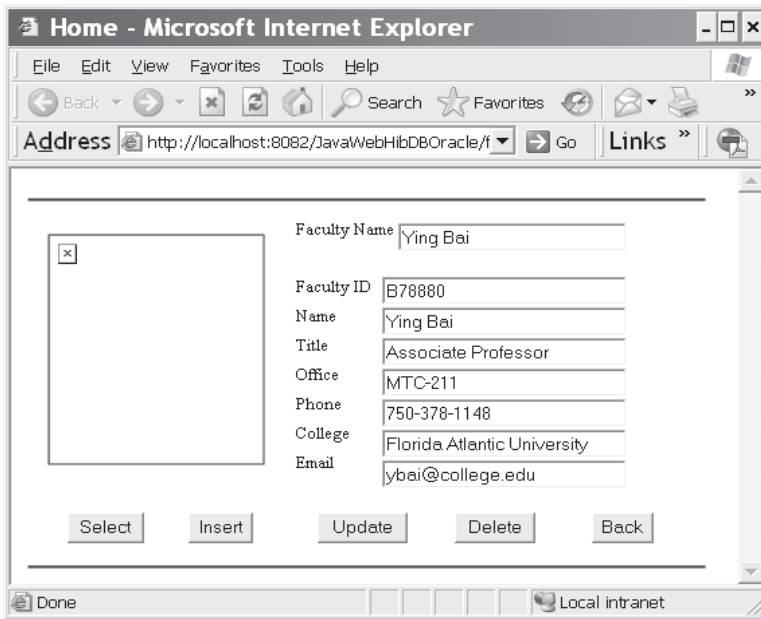 Home - Microsoft Internet Explorer
File Edit View Favorites Tools Help
Back Search Favorites »
Address http://localhost:8082/JavaWebHibDBOracle/f Go Links »
Faculty Name Ying Bai
Faculty ID B78880
Name Ying Bai
Title Associate Professor
Office MTC-211
Phone 750-378-1148
College Florida Atlantic University
Email ybai@college.edu
Select Insert Update Delete Back
Done Local intranet